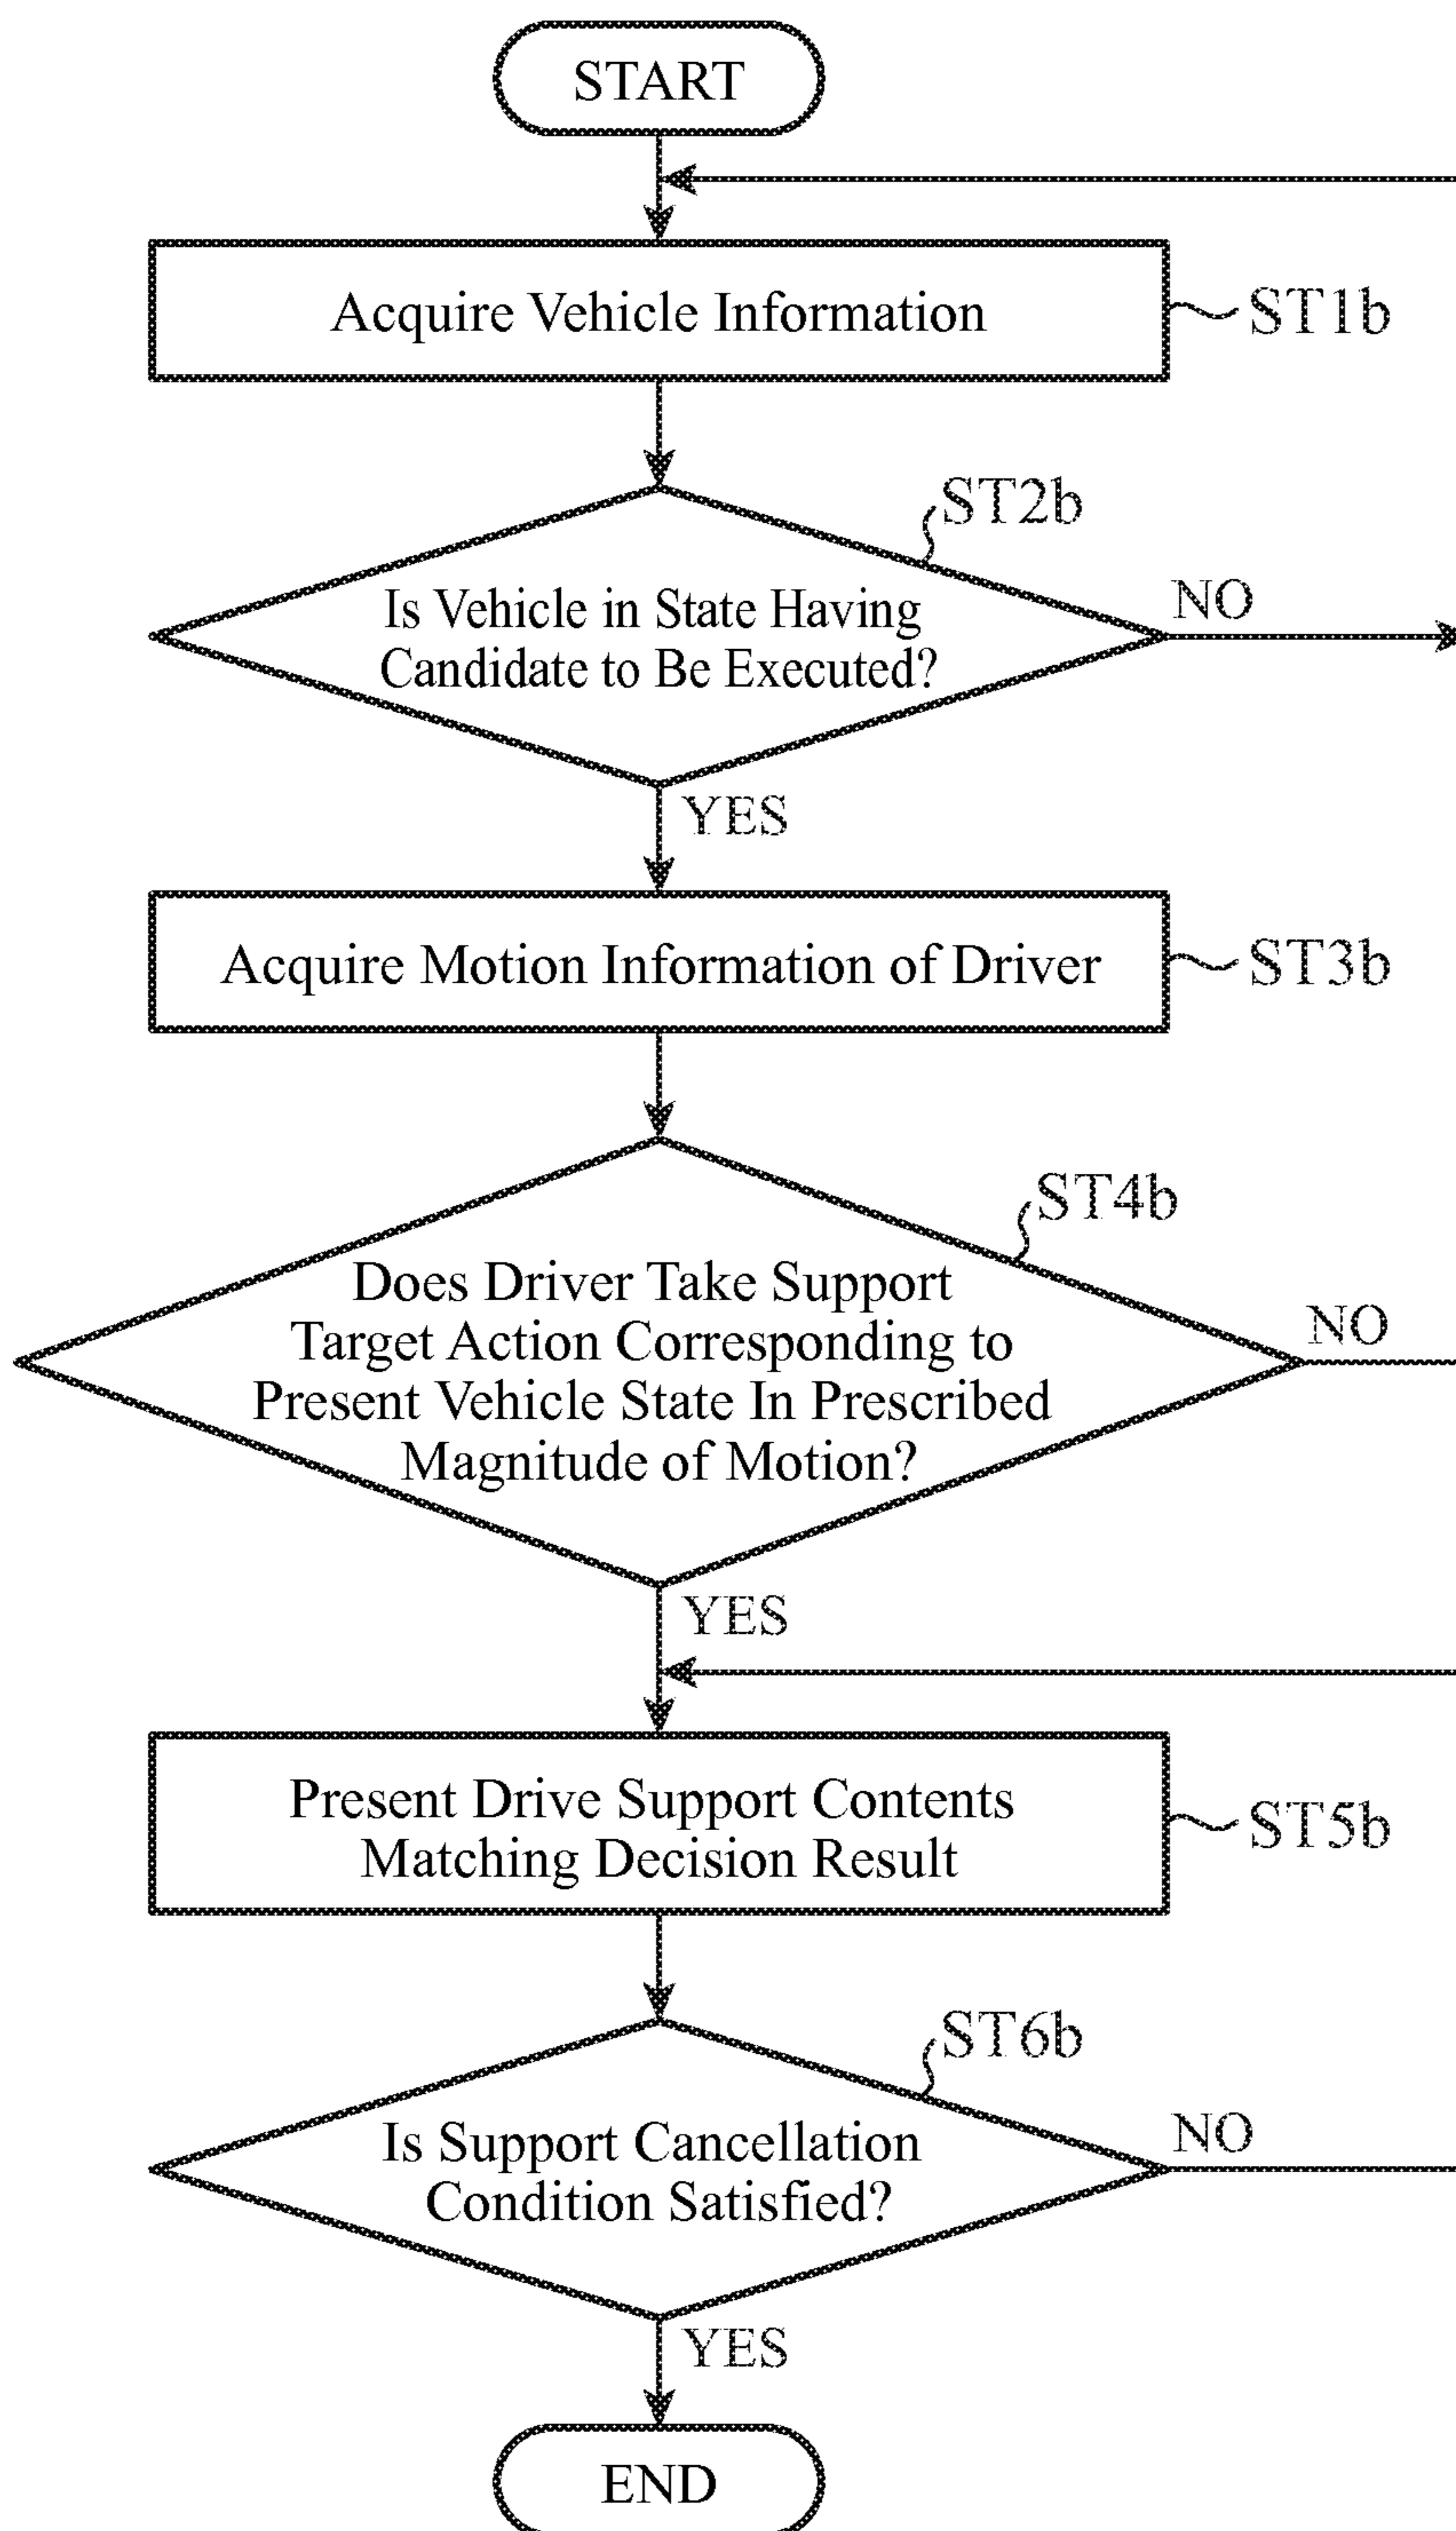 START
Acquire Vehicle Information
ST1b
ST2b
Is Vehicle in State Having
Candidate to Be Executed?
NO
YES
Acquire Motion Information of Driver
ST3b
ST4b
Does Driver Take Support
Target Action Corresponding to
Present Vehicle State In Prescribed
Magnitude of Motion?
NO
YES
Present Drive Support Contents
Matching Decision Result
ST5b
ST6b
Is Support Cancellation
Condition Satisfied?
NO
YES
END